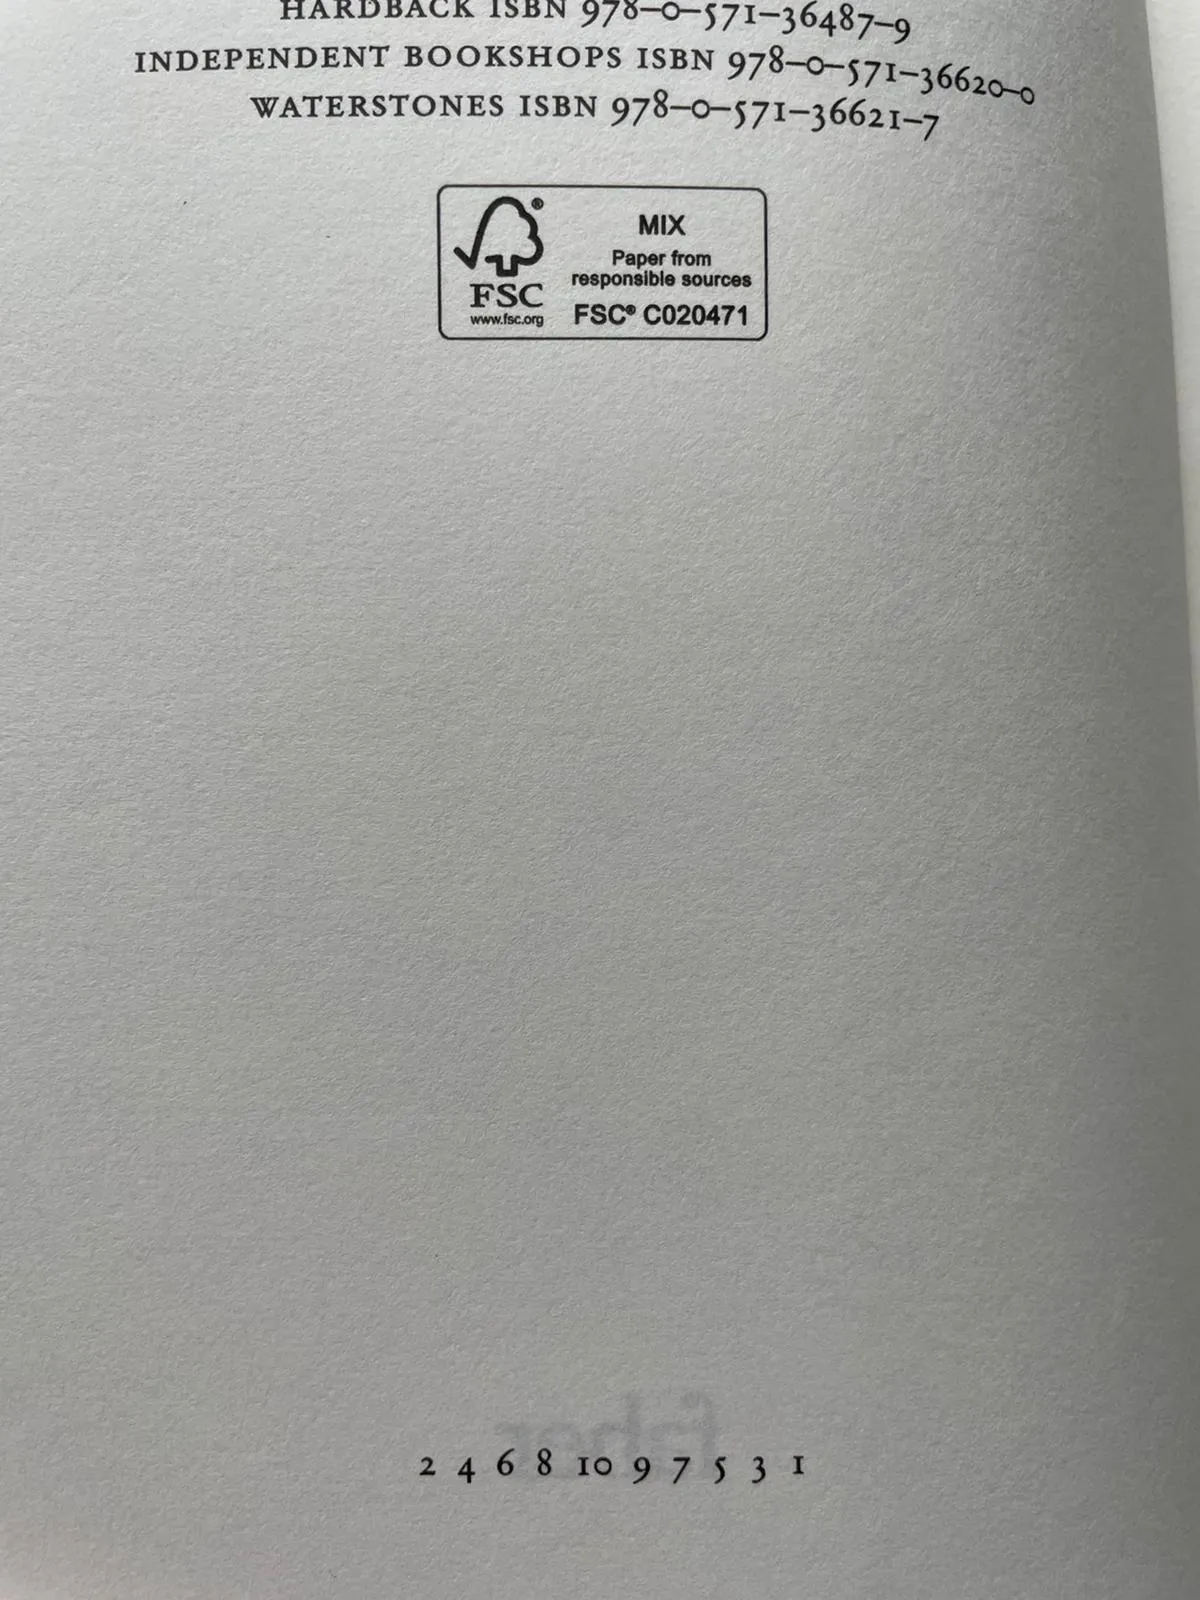 HARDBACK ISBN 978–0–571–36487–9
INDEPENDENT BOOKSHOPS ISBN 978–0–571–36620–0
WATERSTONES ISBN 978–0–571–36621–7
MIX
Paper from
responsible sources
FSC® C020471
®
FSC
www.fsc.org
faber
2 4 6 8 10 9 7 5 3 1